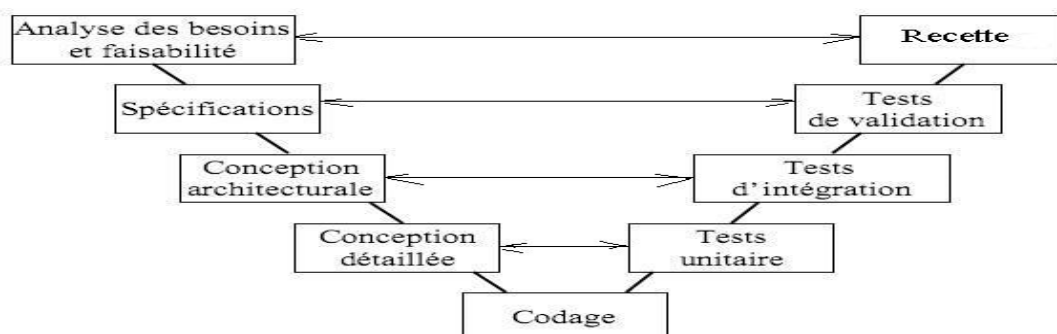 Analyse des besoins
et faisabilité
Recette
Spécifications
Tests
de validation
Conception
architecturale
Tests
d'intégration
Conception
détaillée
Tests
unitaire
Codage